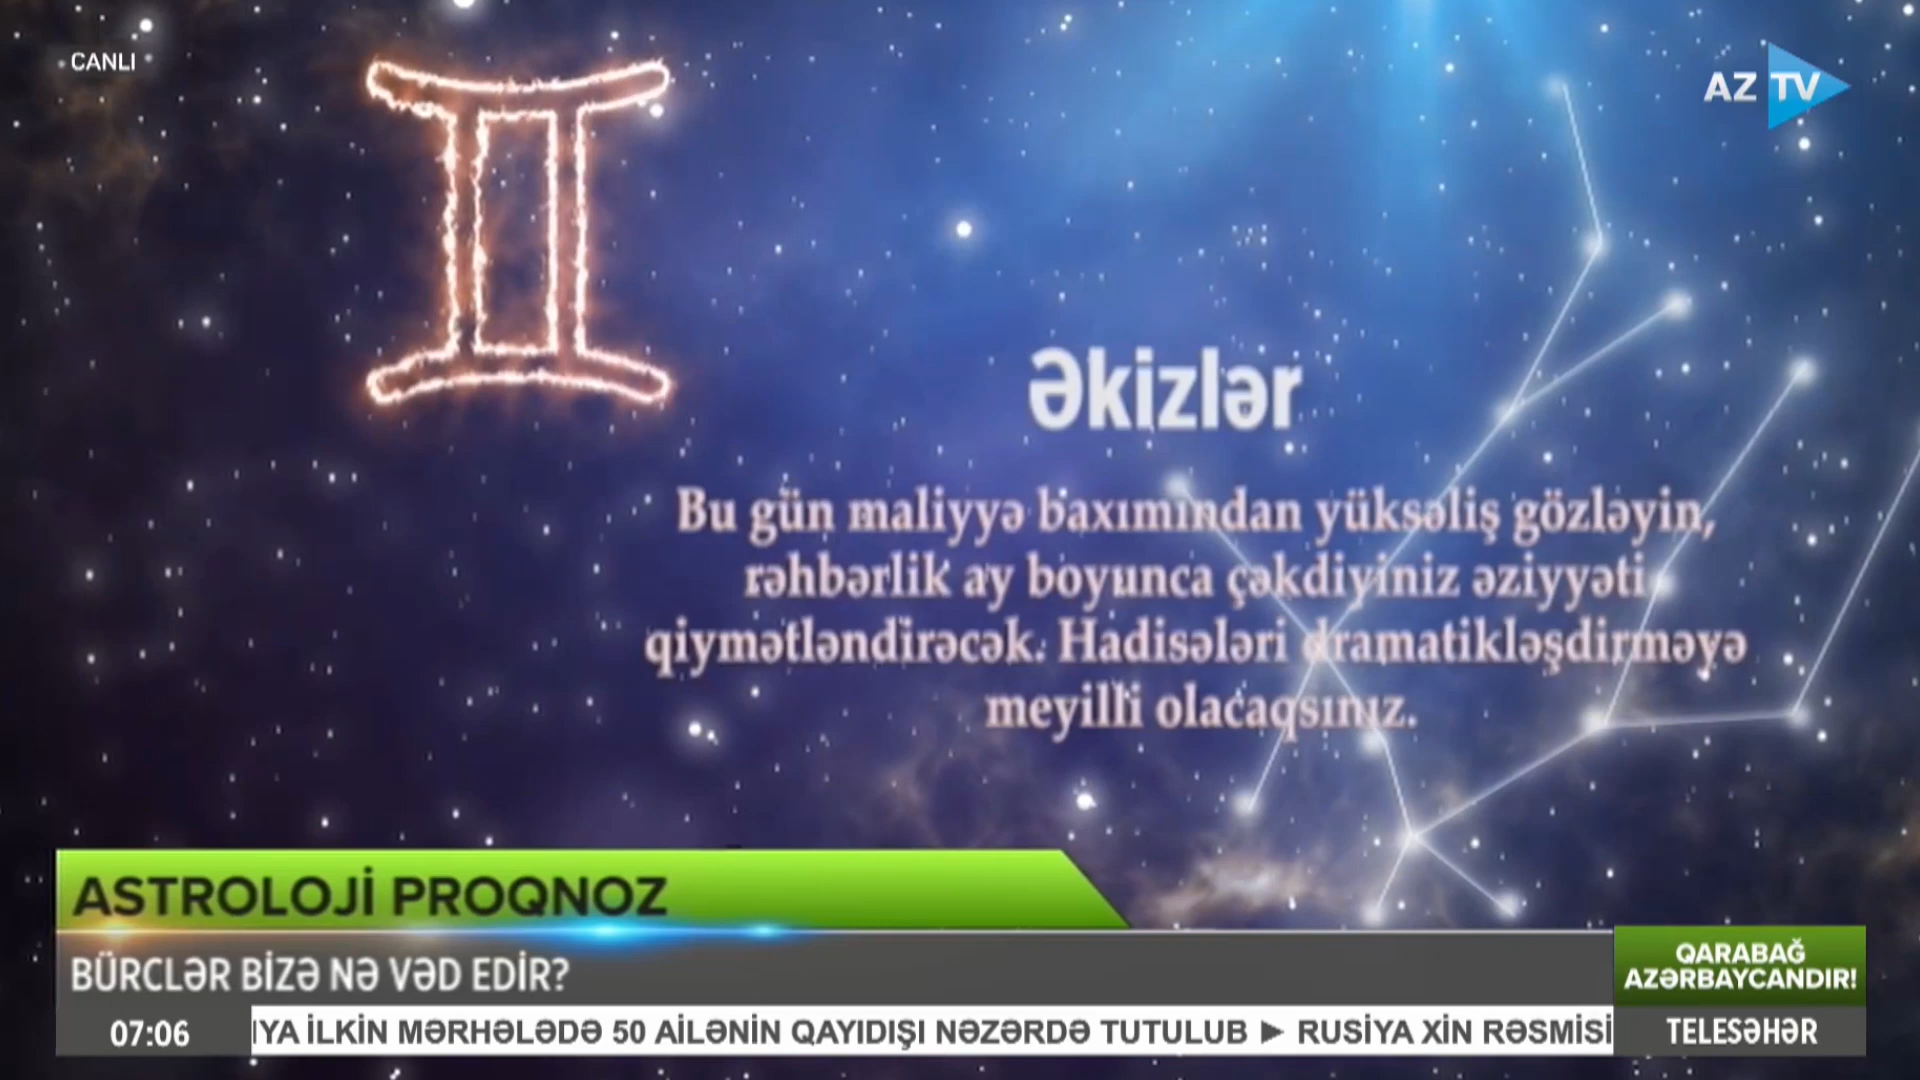 CANLI
AZ TV
Əkizlər
Bu gün maliyyə baxımından yüksəliş gözləyin,
rəhbərlik ay boyunca çəkdiyiniz əziyyəti
qiymətləndirəcək. Hadisələri dramatikləşdirməyə
meyilli olacaqsınız.
ASTROLOJİ PROQNOZ
BÜRCLƏR BİZƏ NƏ VƏD EDİR?
QARABAĞ
AZƏRBAYCANDIR!
07:06
IYA İLKİN MƏRHƏLƏDƏ 50 AİLƏNİN QAYIDIŞI NƏZƏRDƏ TUTULUB ► RUSİYA XİN RƏSMİSİ
TELESƏHƏR